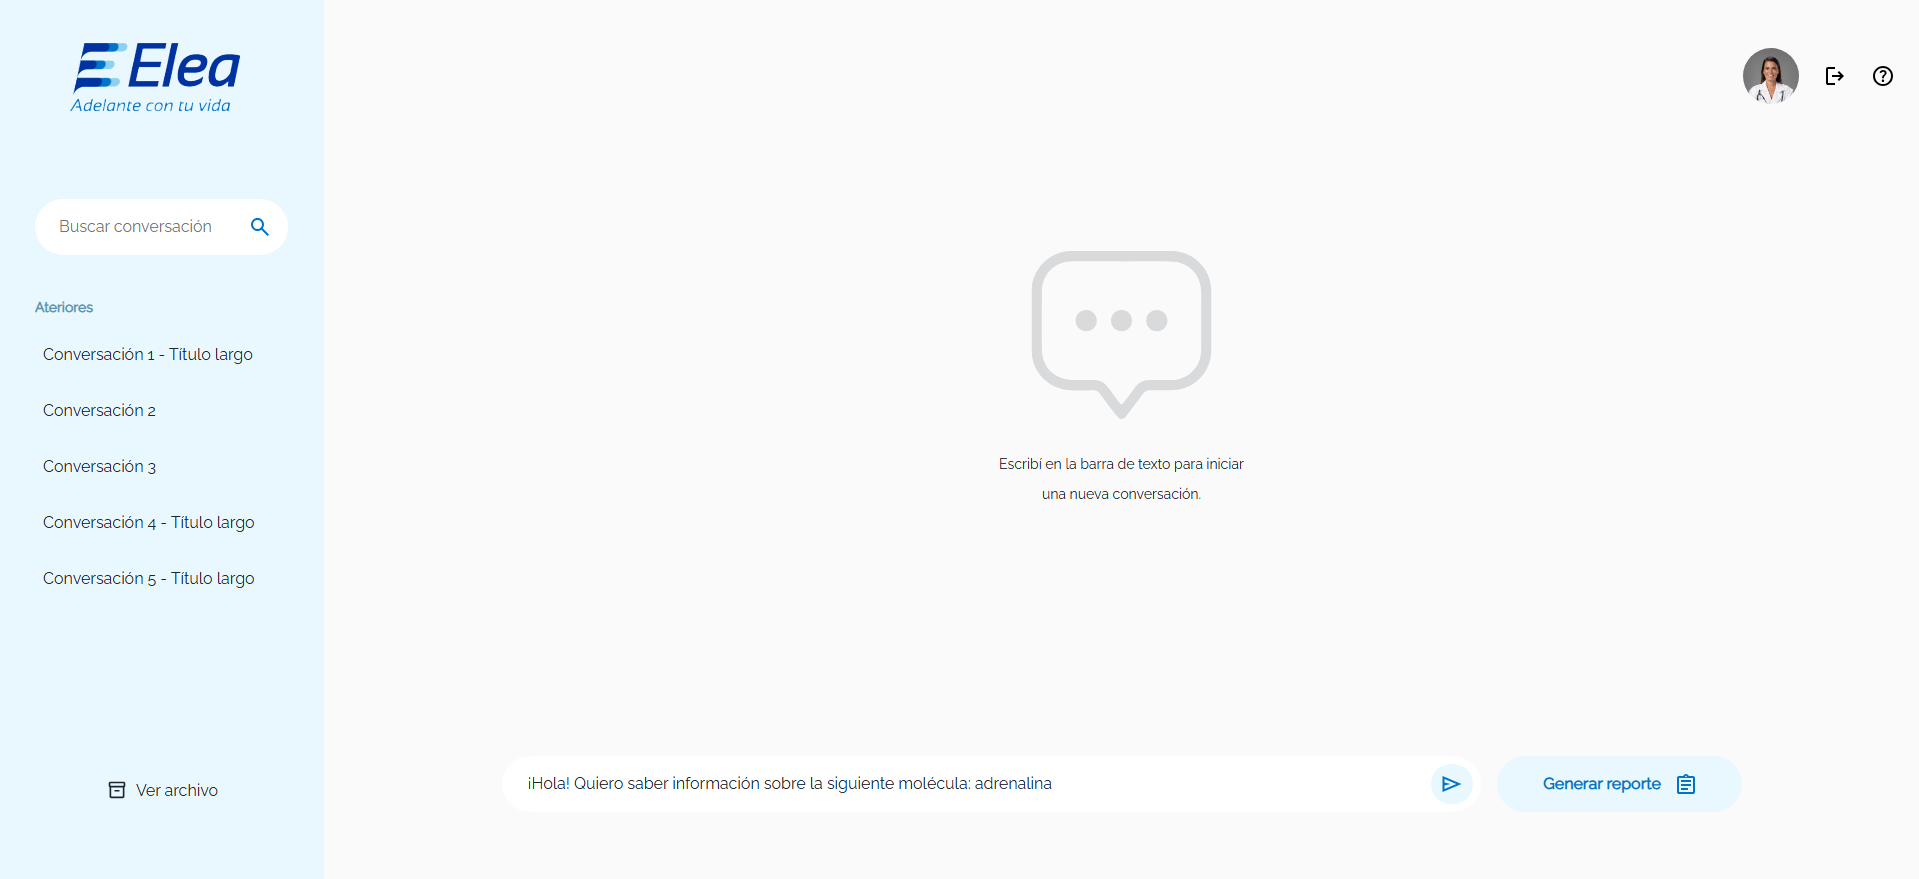 Elea
Adelante con tu vida
Buscar conversación
Ateriores
Conversación 1 - Título largo
Conversación 2
Conversación 3
Conversación 4 - Título largo
Conversación 5 - Título largo
Ver archivo
Escribí en la barra de texto para iniciar
una nueva conversación.
¡Hola! Quiero saber información sobre la siguiente molécula: adrenalina
Generar reporte